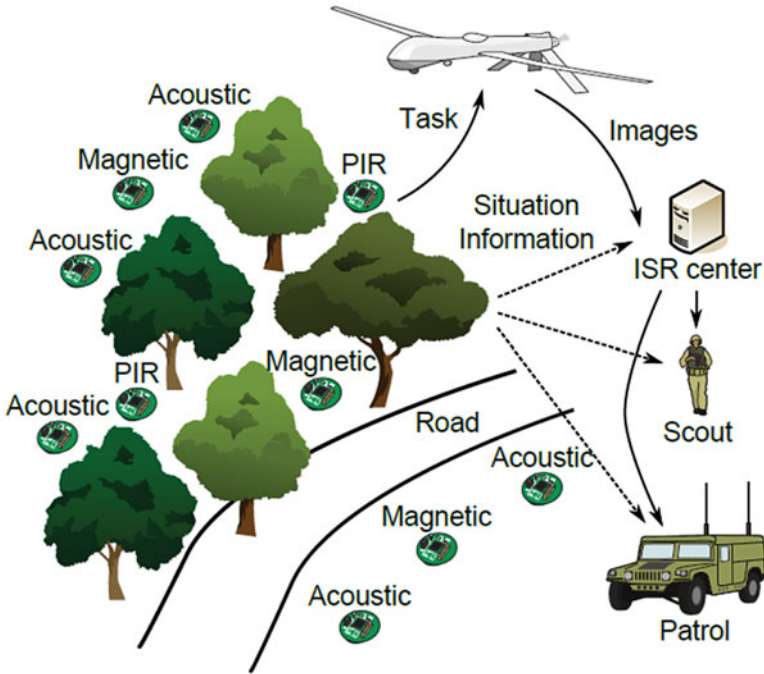 Acoustic
Task
Images
Magnetic
PIR
Situation
Information
Acoustic
ISR center
PIR
Magnetic
Acoustic
Road
Scout
Acoustic
Magnetic
Acoustic
Patrol